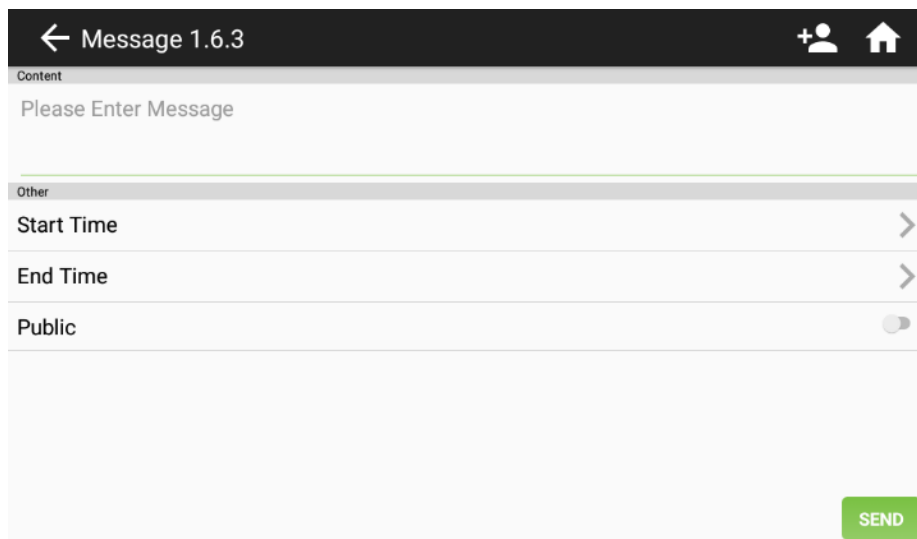 Message 1.6.3
Content
Please Enter Message
Other
Start Time
End Time
Public
SEND